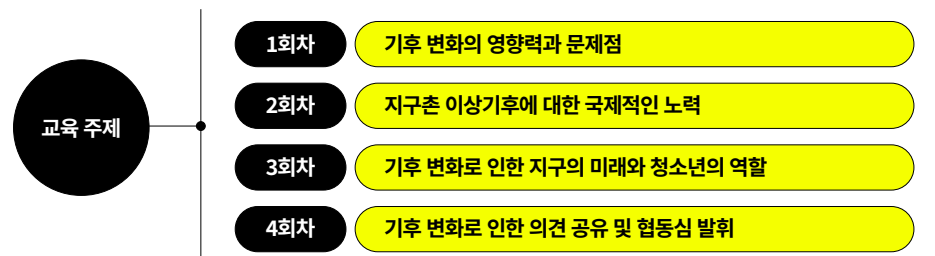 교육 주제
1회차 기후 변화의 영향력과 문제점
2회차 지구촌 이상기후에 대한 국제적인 노력
3회차 기후 변화로 인한 지구의 미래와 청소년의 역할
4회차 기후 변화로 인한 의견 공유 및 협동심 발휘